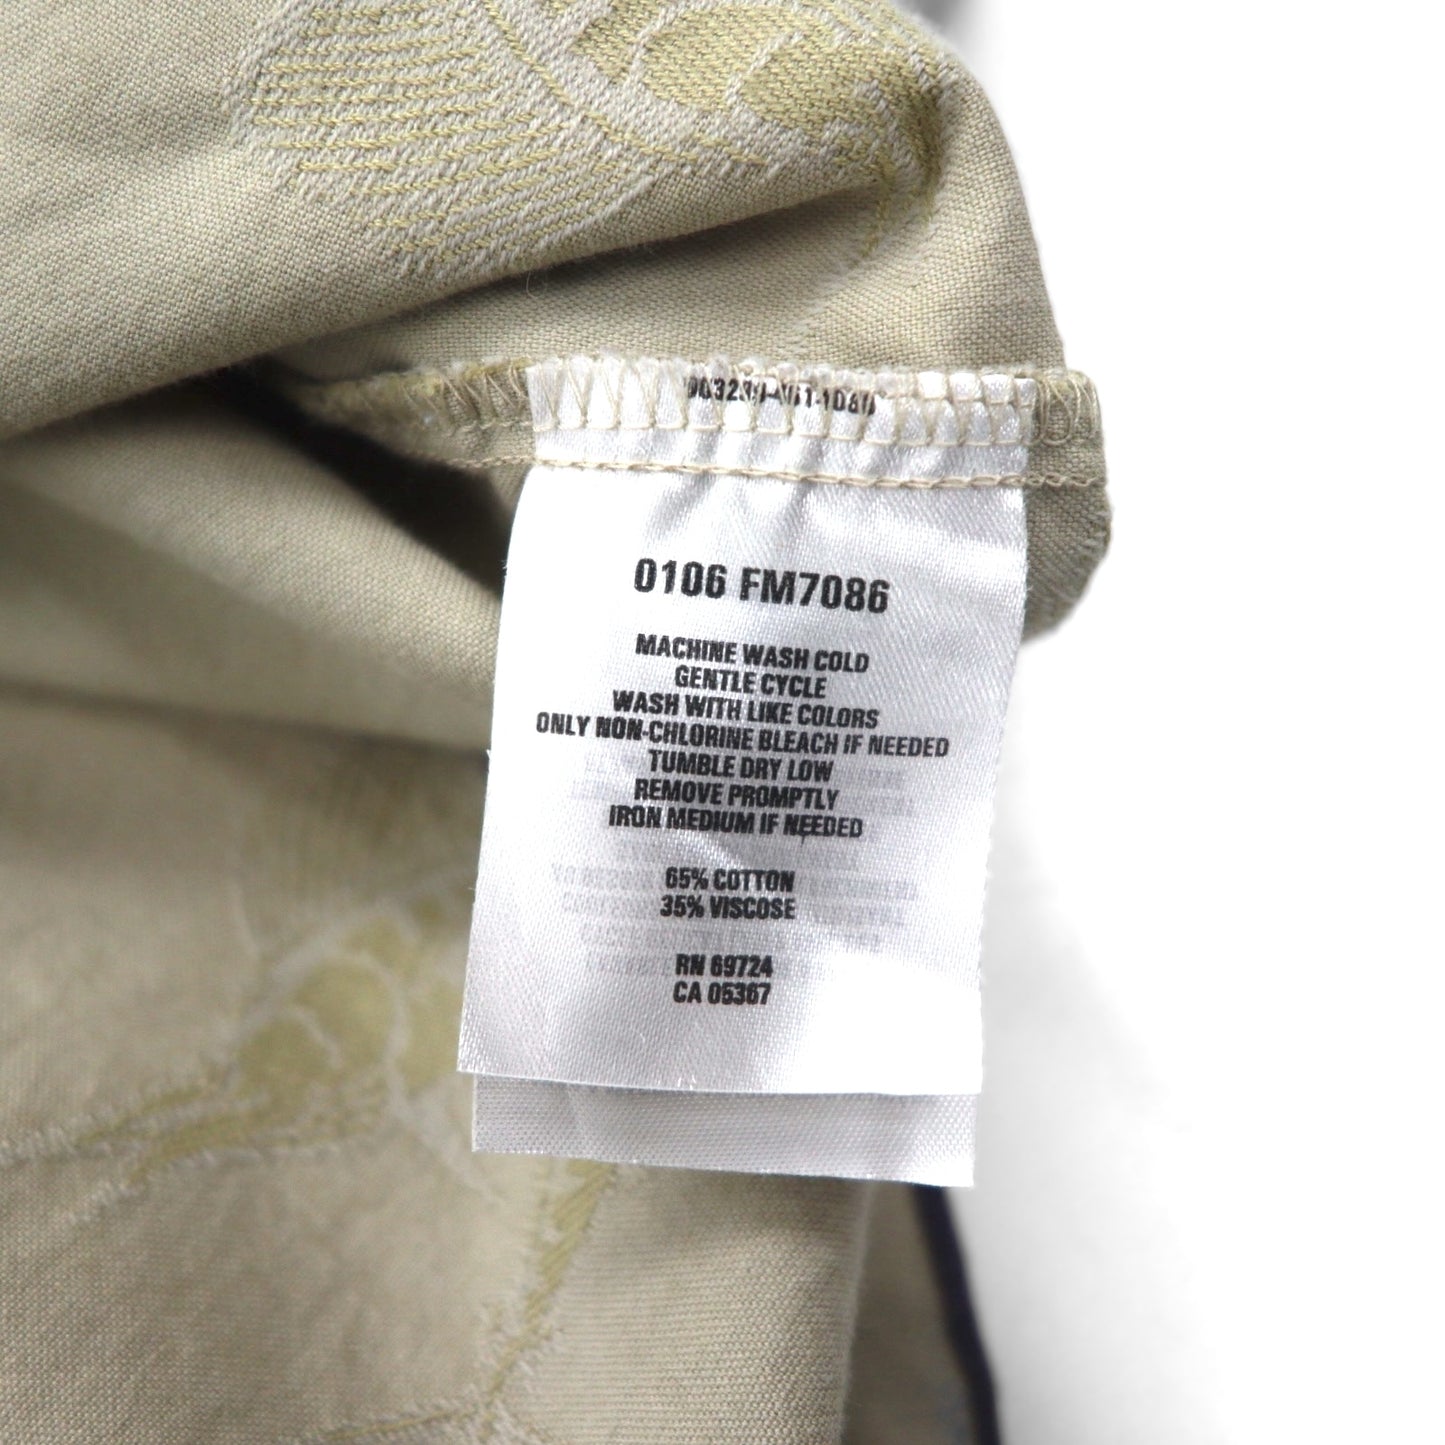 0106 FM7086
MACHINE WASH COLD
GENTLE CYCLE
WASH WITH LIKE COLORS
ONLY NON-CHLORINE BLEACH IF NEEDED
TUMBLE DRY LOW
REMOVE PROMPTLY
IRON MEDIUM IF NEEDED
65% COTTON
35% VISCOSE
RN 69724
CA 05367